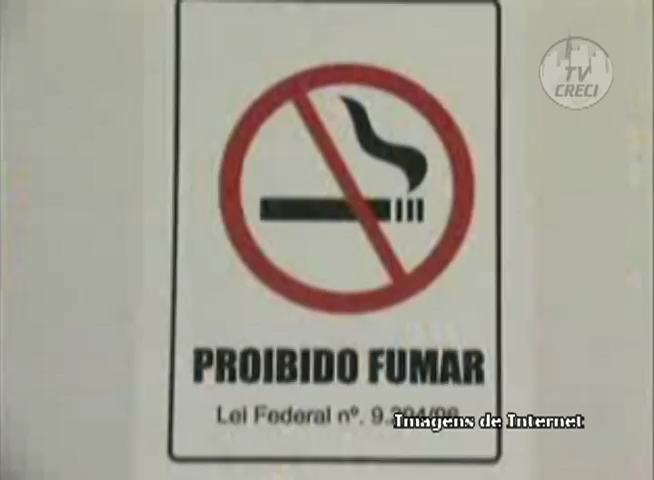 TV
CRECI
PROIBIDO FUMAR
Lei Federal nº.
Imagens de Internet